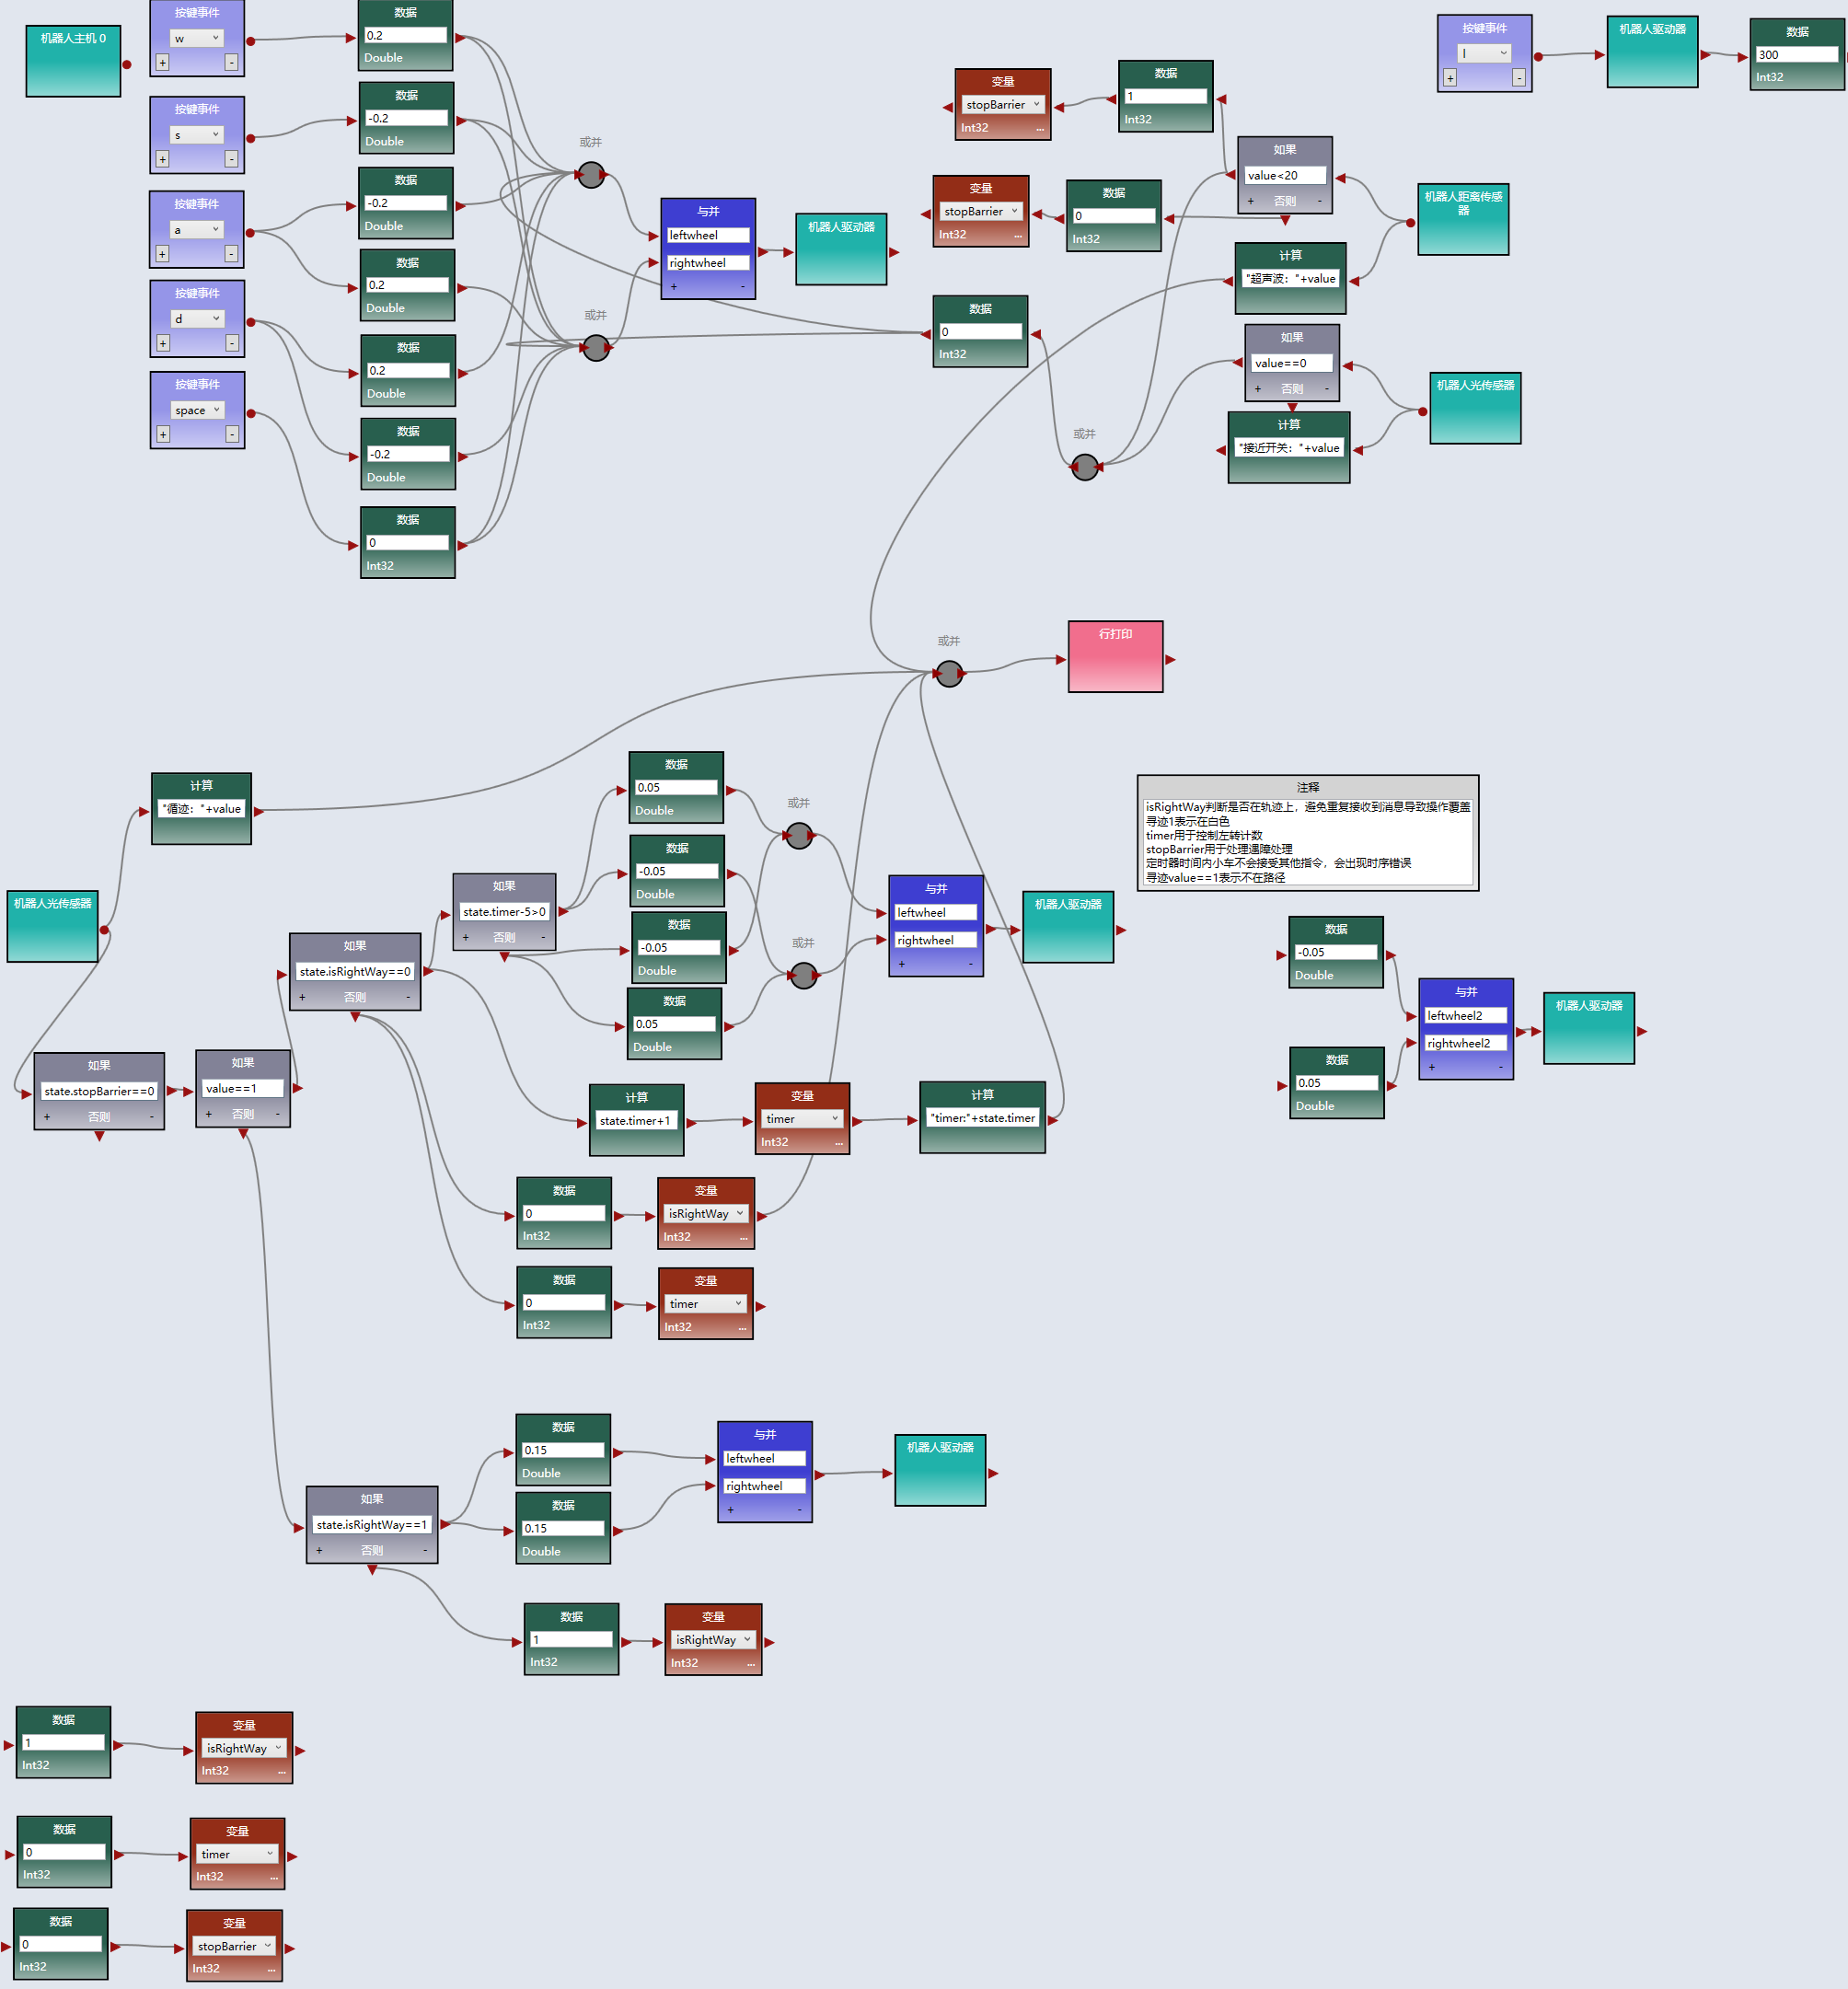 机器人主机 0
按键事件
w
+ -
按键事件
s
+ -
按键事件
a
+ -
按键事件
d
+ -
按键事件
space
+ -
数据
0.2
Double
数据
-0.2
Double
数据
-0.2
Double
数据
0.2
Double
数据
0.2
Double
数据
-0.2
Double
数据
0
Int32
或并
或并
与并
leftwheel
rightwheel
+ -
机器人驱动器
变量
stopBarrier
Int32 ...
数据
1
Int32
变量
stopBarrier
Int32 ...
数据
0
Int32
数据
0
Int32
如果
value<20
+ 否则 -
机器人距离传感
器
计算
"超声波："+value
如果
value==0
+ 否则 -
计算
"接近开关："+value
机器人光传感器
或并
按键事件
l
+ -
机器人驱动器
数据
300
Int32
或并
行打印
计算
"循迹："+value
机器人光传感器
如果
state.stopBarrier==0
+ 否则 -
如果
value==1
+ 否则 -
如果
state.isRightWay==0
+ 否则 -
如果
state.timer-5>0
+ 否则 -
数据
0.05
Double
数据
-0.05
Double
数据
-0.05
Double
数据
0.05
Double
或并
或并
与并
leftwheel
rightwheel
+ -
机器人驱动器
注释
isRightWay判断是否在轨迹上，避免重复接收到消息导致操作覆盖
寻迹1表示在白色
timer用于控制左转计数
stopBarrier用于处理遇障处理
定时器时间内小车不会接受其他指令，会出现时序错误
寻迹value==1表示不在路径
数据
-0.05
Double
数据
0.05
Double
与并
leftwheel2
rightwheel2
+ -
机器人驱动器
计算
state.timer+1
变量
timer
Int32 ...
计算
"timer:"+state.timer
数据
0
Int32
变量
isRightWay
Int32 ...
数据
0
Int32
变量
timer
Int32 ...
如果
state.isRightWay==1
+ 否则 -
数据
0.15
Double
数据
0.15
Double
与并
leftwheel
rightwheel
+ -
机器人驱动器
数据
1
Int32
变量
isRightWay
Int32 ...
数据
1
Int32
变量
isRightWay
Int32 ...
数据
0
Int32
变量
timer
Int32 ...
数据
0
Int32
变量
stopBarrier
Int32 ...